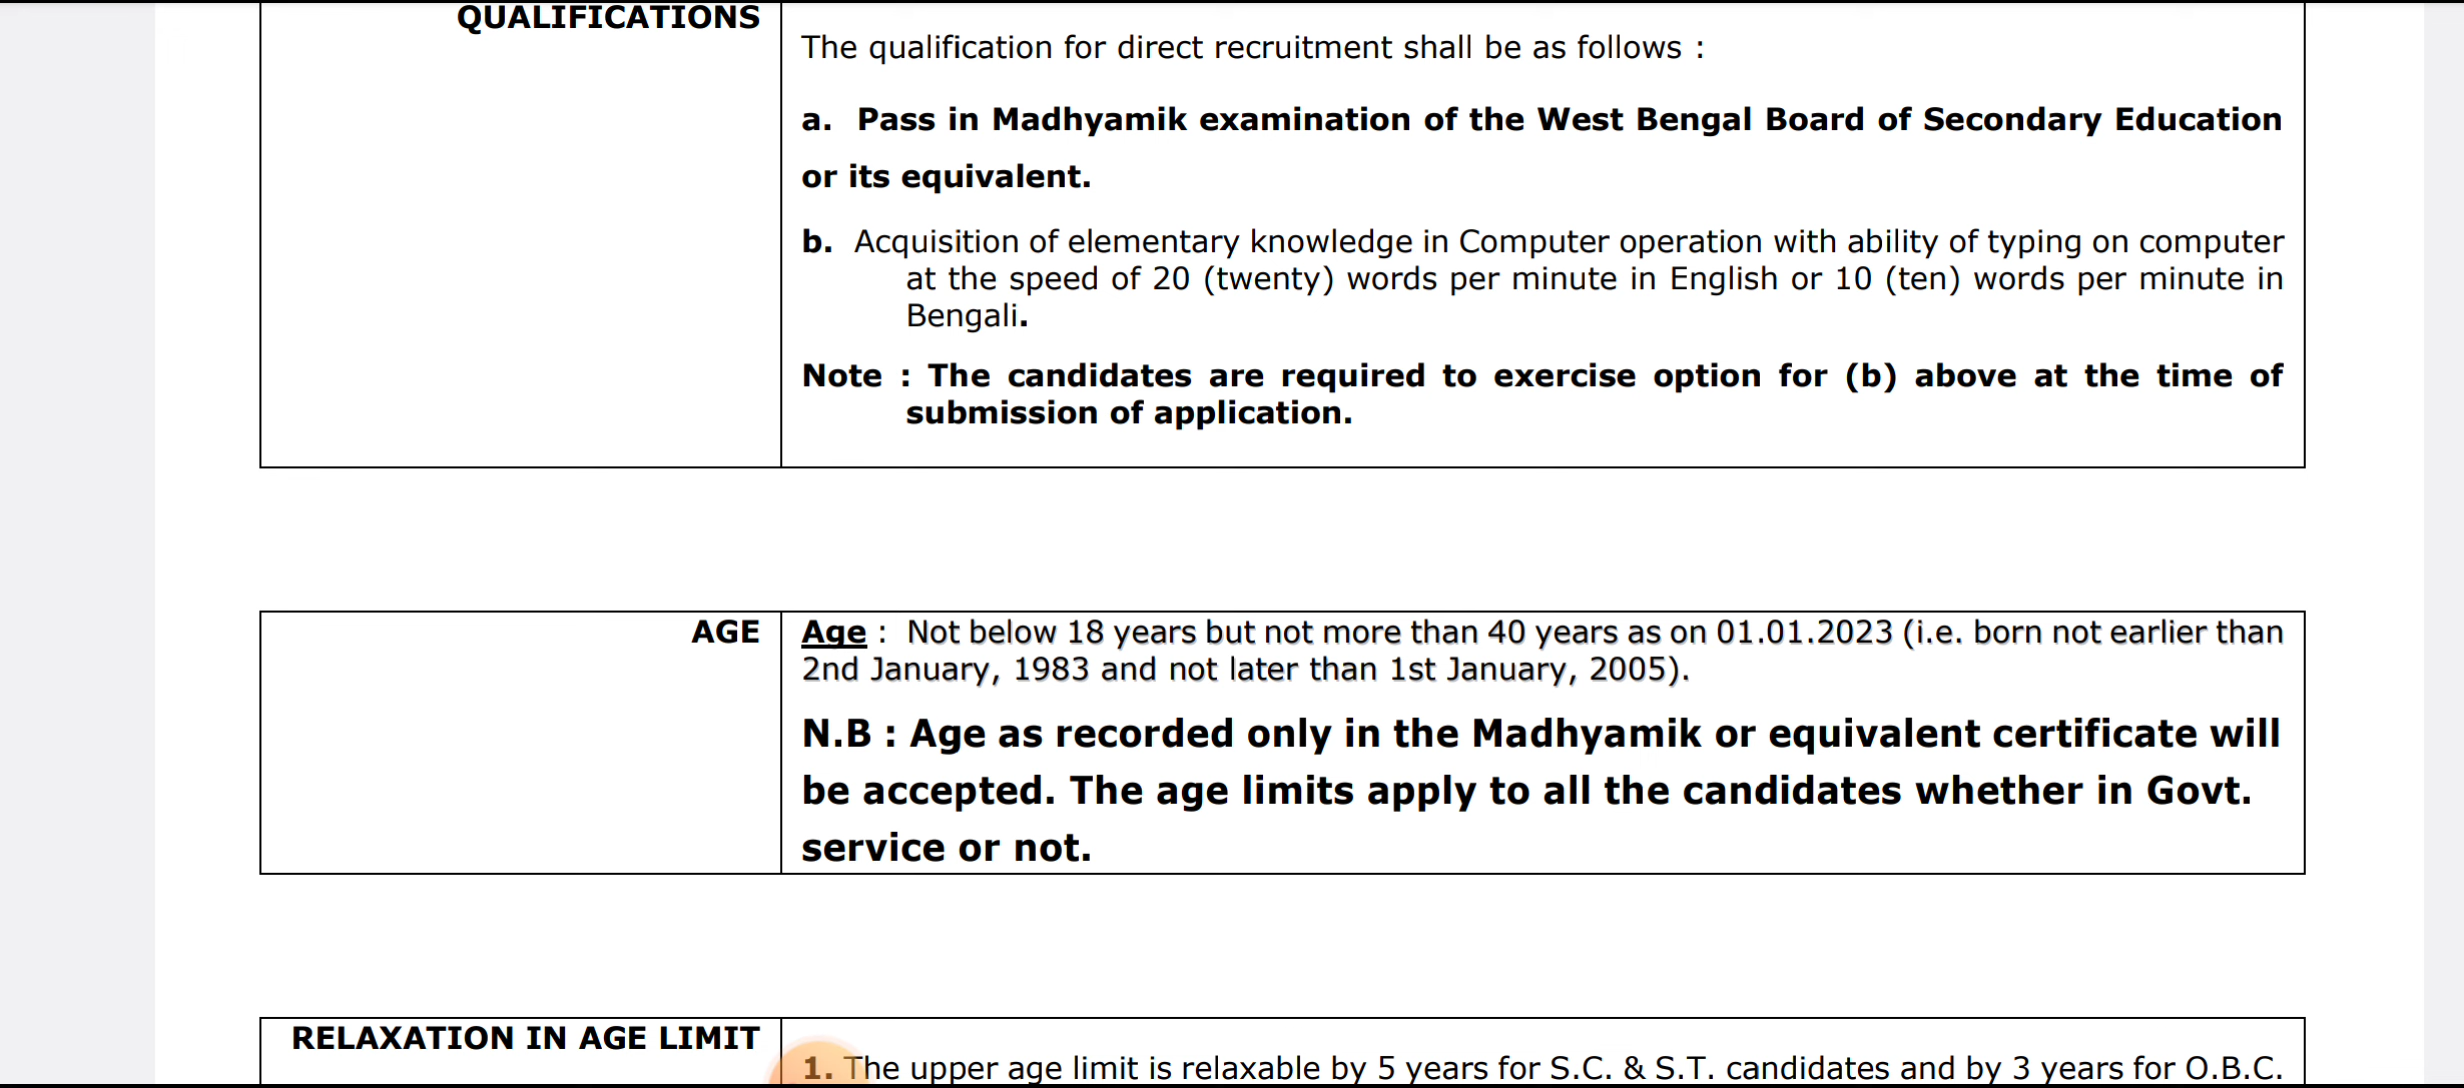 QUALIFICATIONS
The qualification for direct recruitment shall be as follows :
a. Pass in Madhyamik examination of the West Bengal Board of Secondary Education
or its equivalent.
b. Acquisition of elementary knowledge in Computer operation with ability of typing on computer
at the speed of 20 (twenty) words per minute in English or 10 (ten) words per minute in
Bengali.
Note : The candidates are required to exercise option for (b) above at the time of
submission of application.
AGE
Age : Not below 18 years but not more than 40 years as on 01.01.2023 (i.e. born not earlier than
2nd January, 1983 and not later than 1st January, 2005).
N.B : Age as recorded only in the Madhyamik or equivalent certificate will
be accepted. The age limits apply to all the candidates whether in Govt.
service or not.
RELAXATION IN AGE LIMIT
1. The upper age limit is relaxable by 5 years for S.C. & S.T. candidates and by 3 years for O.B.C.